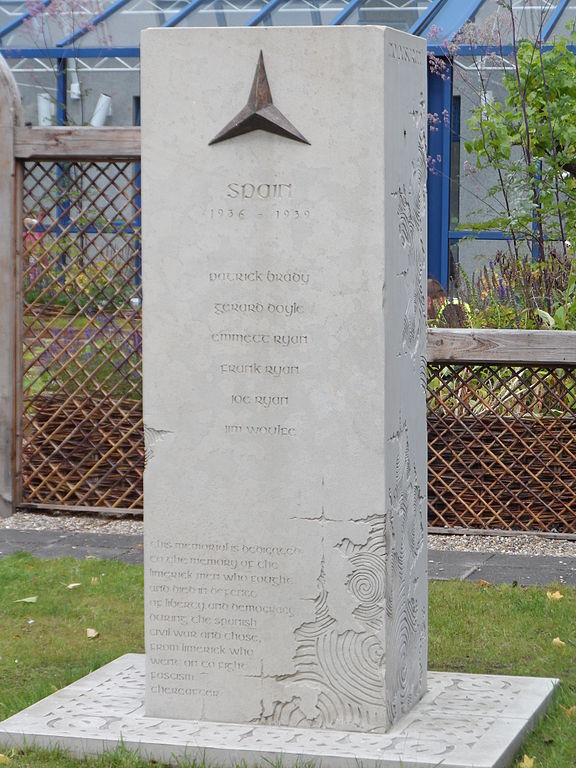 SPAIN
1936 - 1939
PATRICK BRADY
GERARD DOYLE
EMMETT RYAN
FRANK RYAN
JOE RYAN
JIM WOULFE
THIS MEMORIAL IS DEDICATED
TO THE MEMORY OF THE
LIMERICK MEN WHO FOUGHT
AND DIED IN DEFENCE
OF LIBERTY AND DEMOCRACY
DURING THE SPANISH
CIVIL WAR AND THOSE,
FROM LIMERICK WHO
WENT ON TO FIGHT
FASCISM
THEREAFTER